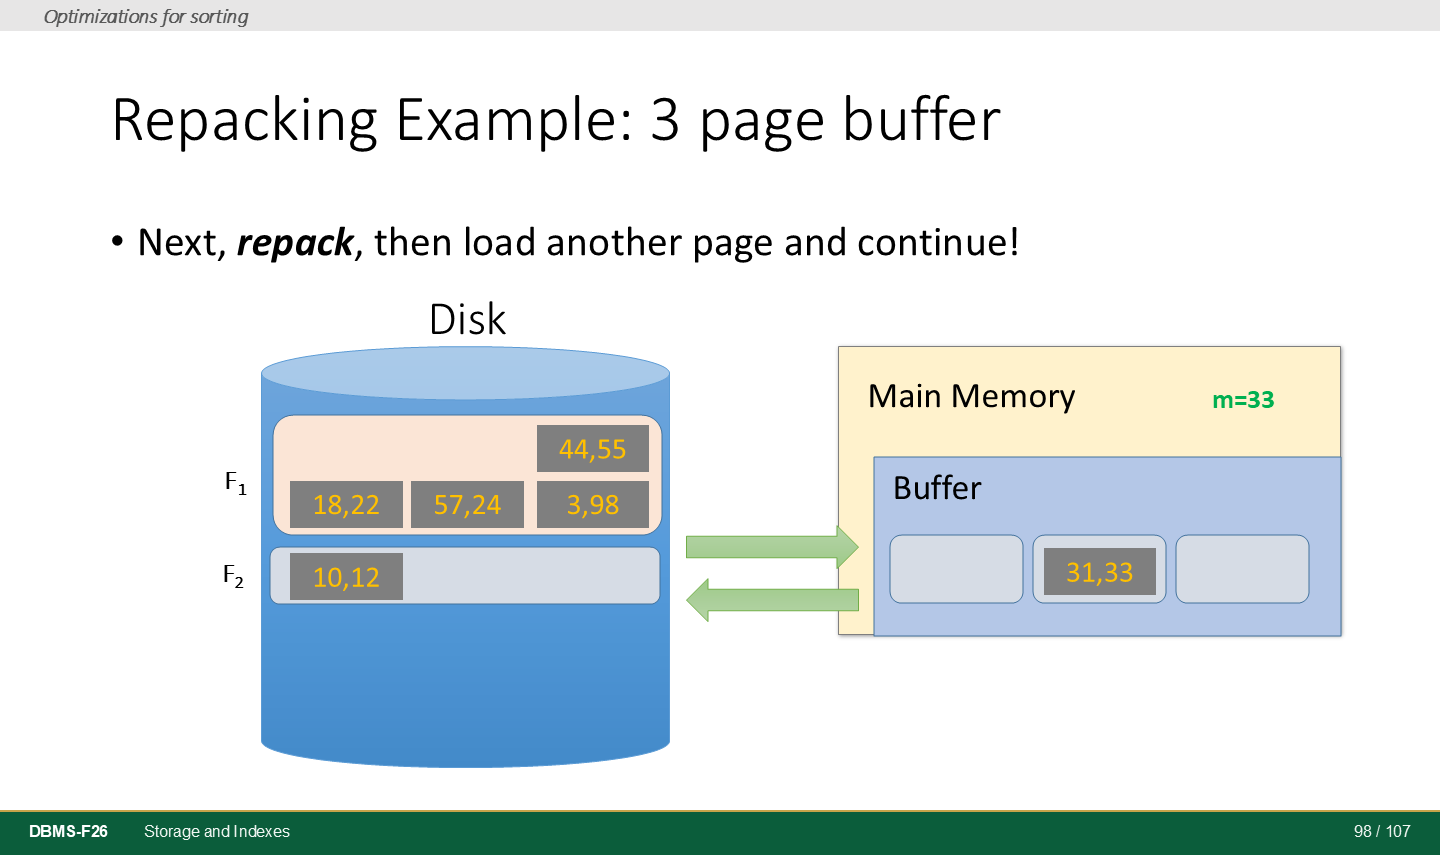 Optimizations for sorting
Repacking Example: 3 page buffer
• Next, repack, then load another page and continue!
Disk
Main Memory
m=33
44,55
F1
18,22
57,24
3,98
Buffer
F2
10,12
31,33
DBMS-F26
Storage and Indexes
98 / 107